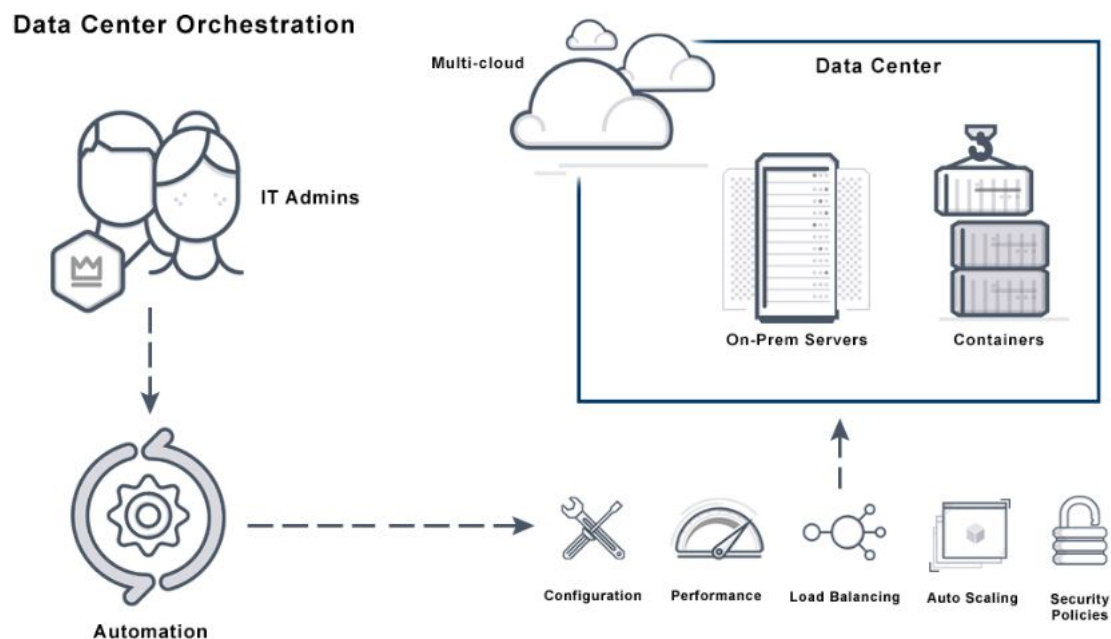 Data Center Orchestration
Multi-cloud
Data Center
IT Admins
On-Prem Servers
Containers
Configuration
Performance
Load Balancing
Auto Scaling
Security
Policies
Automation